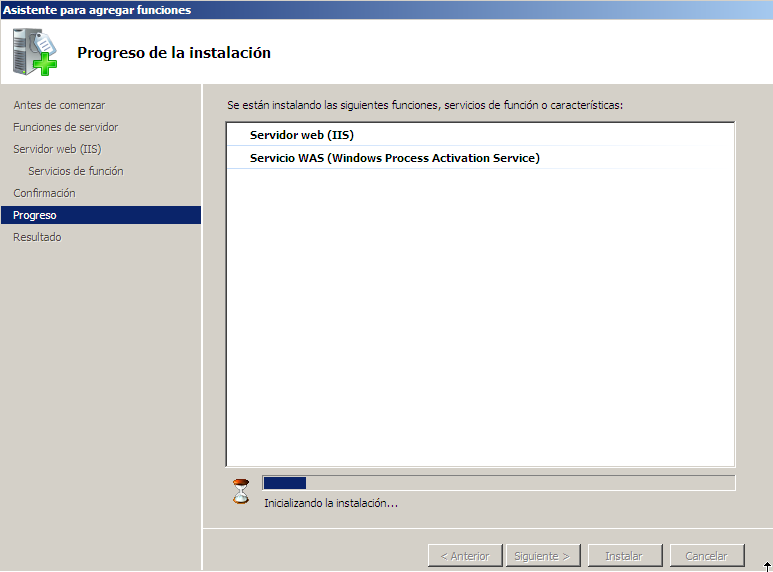 Asistente para agregar funciones
Progreso de la instalación
Antes de comenzar
Funciones de servidor
Servidor web (IIS)
Servicios de función
Confirmación
Progreso
Resultado
Se están instalando las siguientes funciones, servicios de función o características:
Servidor web (IIS)
Servicio WAS (Windows Process Activation Service)
Inicializando la instalación...
< Anterior
Siguiente >
Instalar
Cancelar